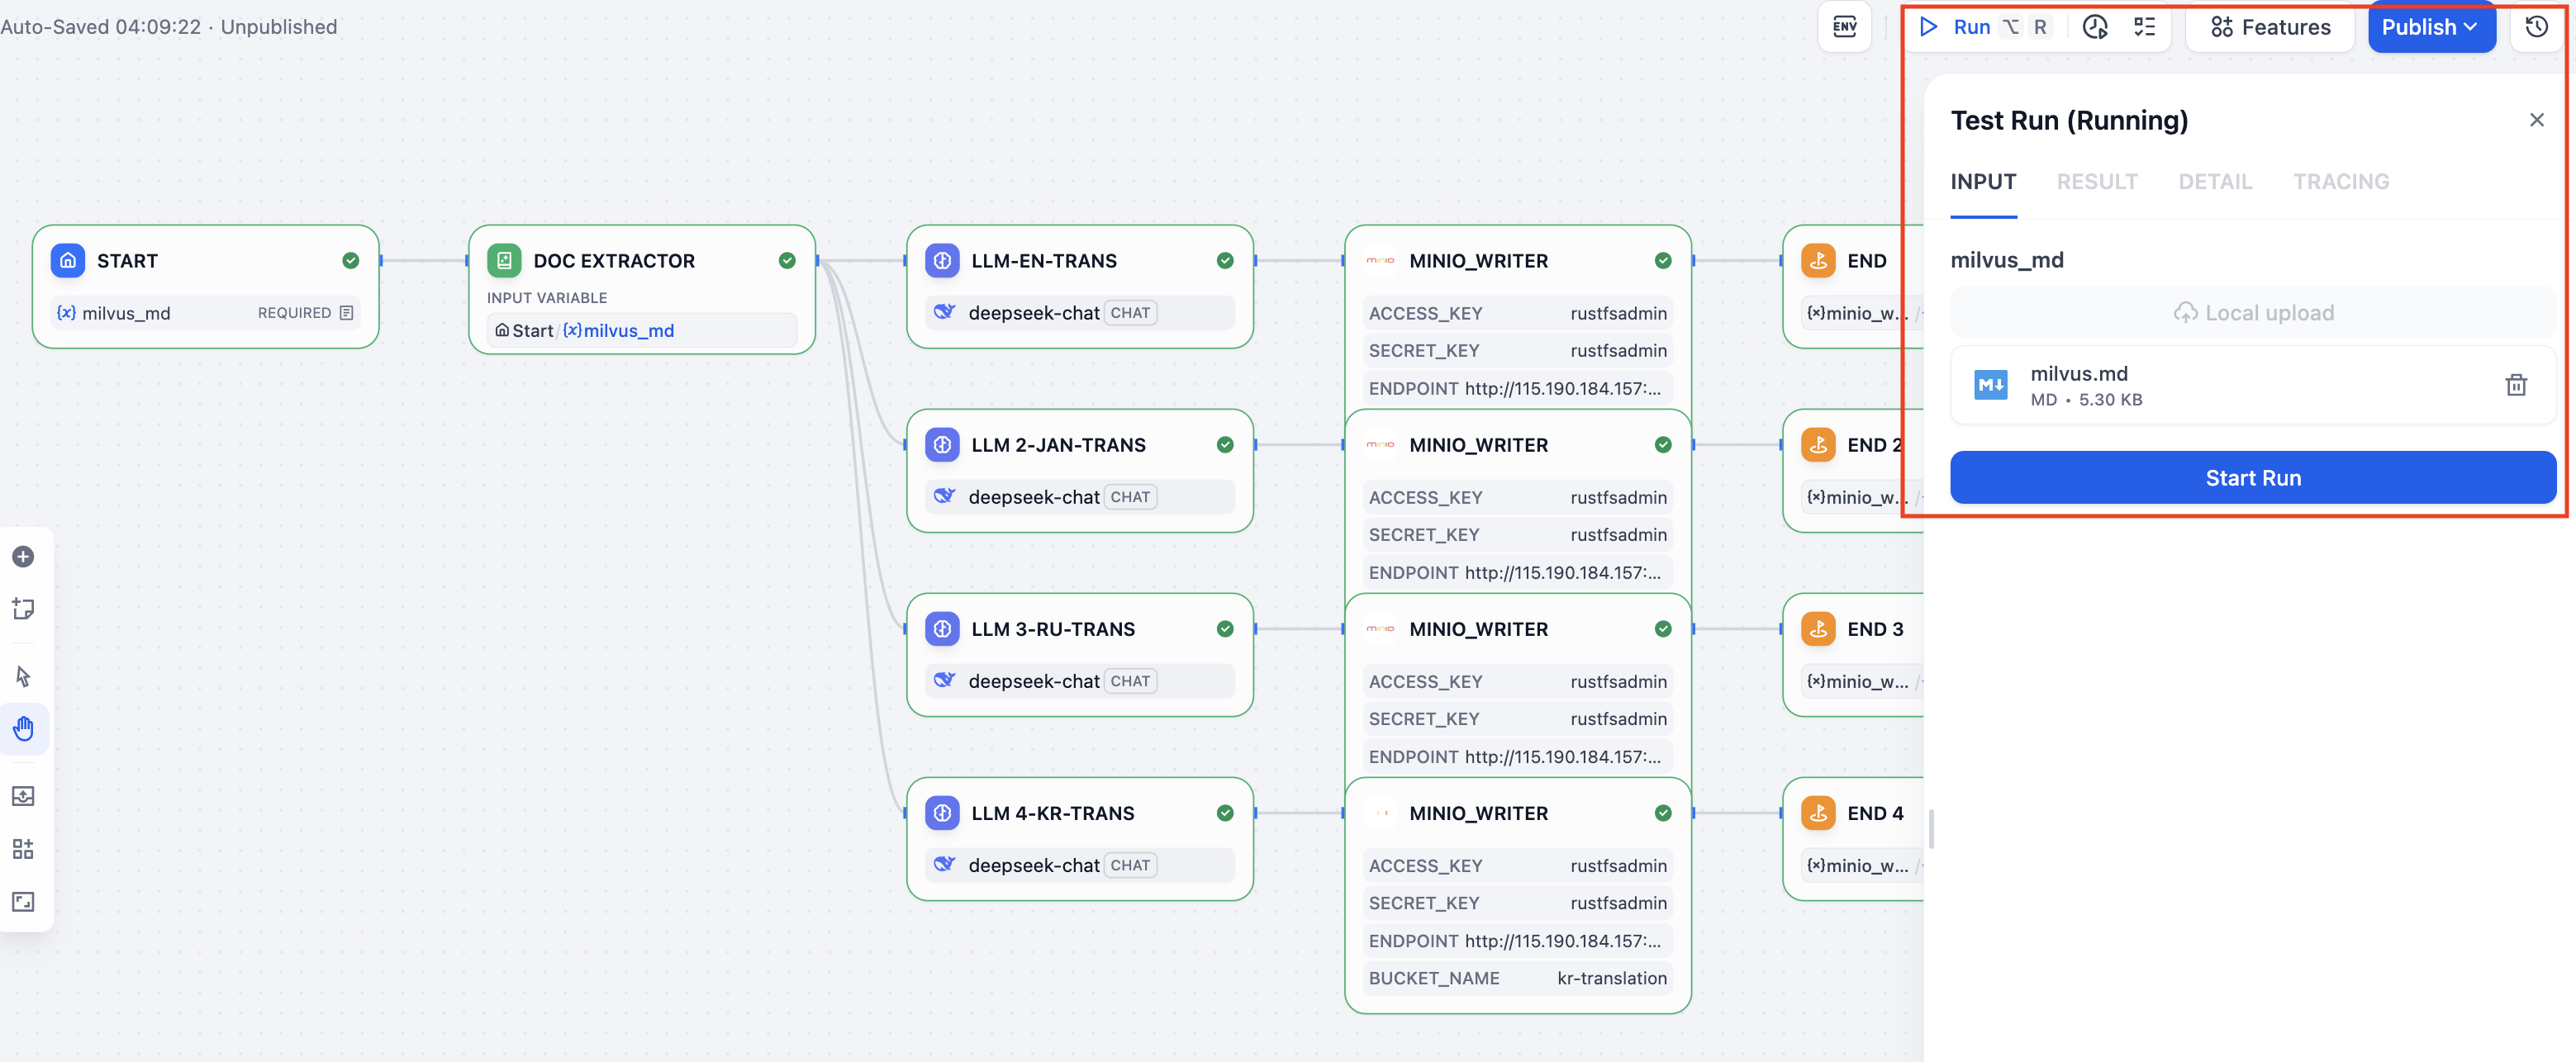 Auto-Saved 04:09:22 · Unpublished
ENV
Run ⌥ R
Features
Publish
Test Run (Running)
INPUT RESULT DETAIL TRACING
milvus_md
Local upload
M↓
milvus.md
MD • 5.30 KB
Start Run
START
{x} milvus_md REQUIRED
DOC EXTRACTOR
INPUT VARIABLE
Start / {x} milvus_md
LLM-EN-TRANS
deepseek-chat CHAT
minio MINIO_WRITER
ACCESS_KEY rustfsadmin
SECRET_KEY rustfsadmin
ENDPOINT http://115.190.184.157:...
END
{x} minio_w... /
LLM 2-JAN-TRANS
deepseek-chat CHAT
minio MINIO_WRITER
ACCESS_KEY rustfsadmin
SECRET_KEY rustfsadmin
ENDPOINT http://115.190.184.157:...
END 2
{x} minio_w... /
LLM 3-RU-TRANS
deepseek-chat CHAT
minio MINIO_WRITER
ACCESS_KEY rustfsadmin
SECRET_KEY rustfsadmin
ENDPOINT http://115.190.184.157:...
END 3
{x} minio_w... /
LLM 4-KR-TRANS
deepseek-chat CHAT
MINIO_WRITER
ACCESS_KEY rustfsadmin
SECRET_KEY rustfsadmin
ENDPOINT http://115.190.184.157:...
BUCKET_NAME kr-translation
END 4
{x} minio_w... /